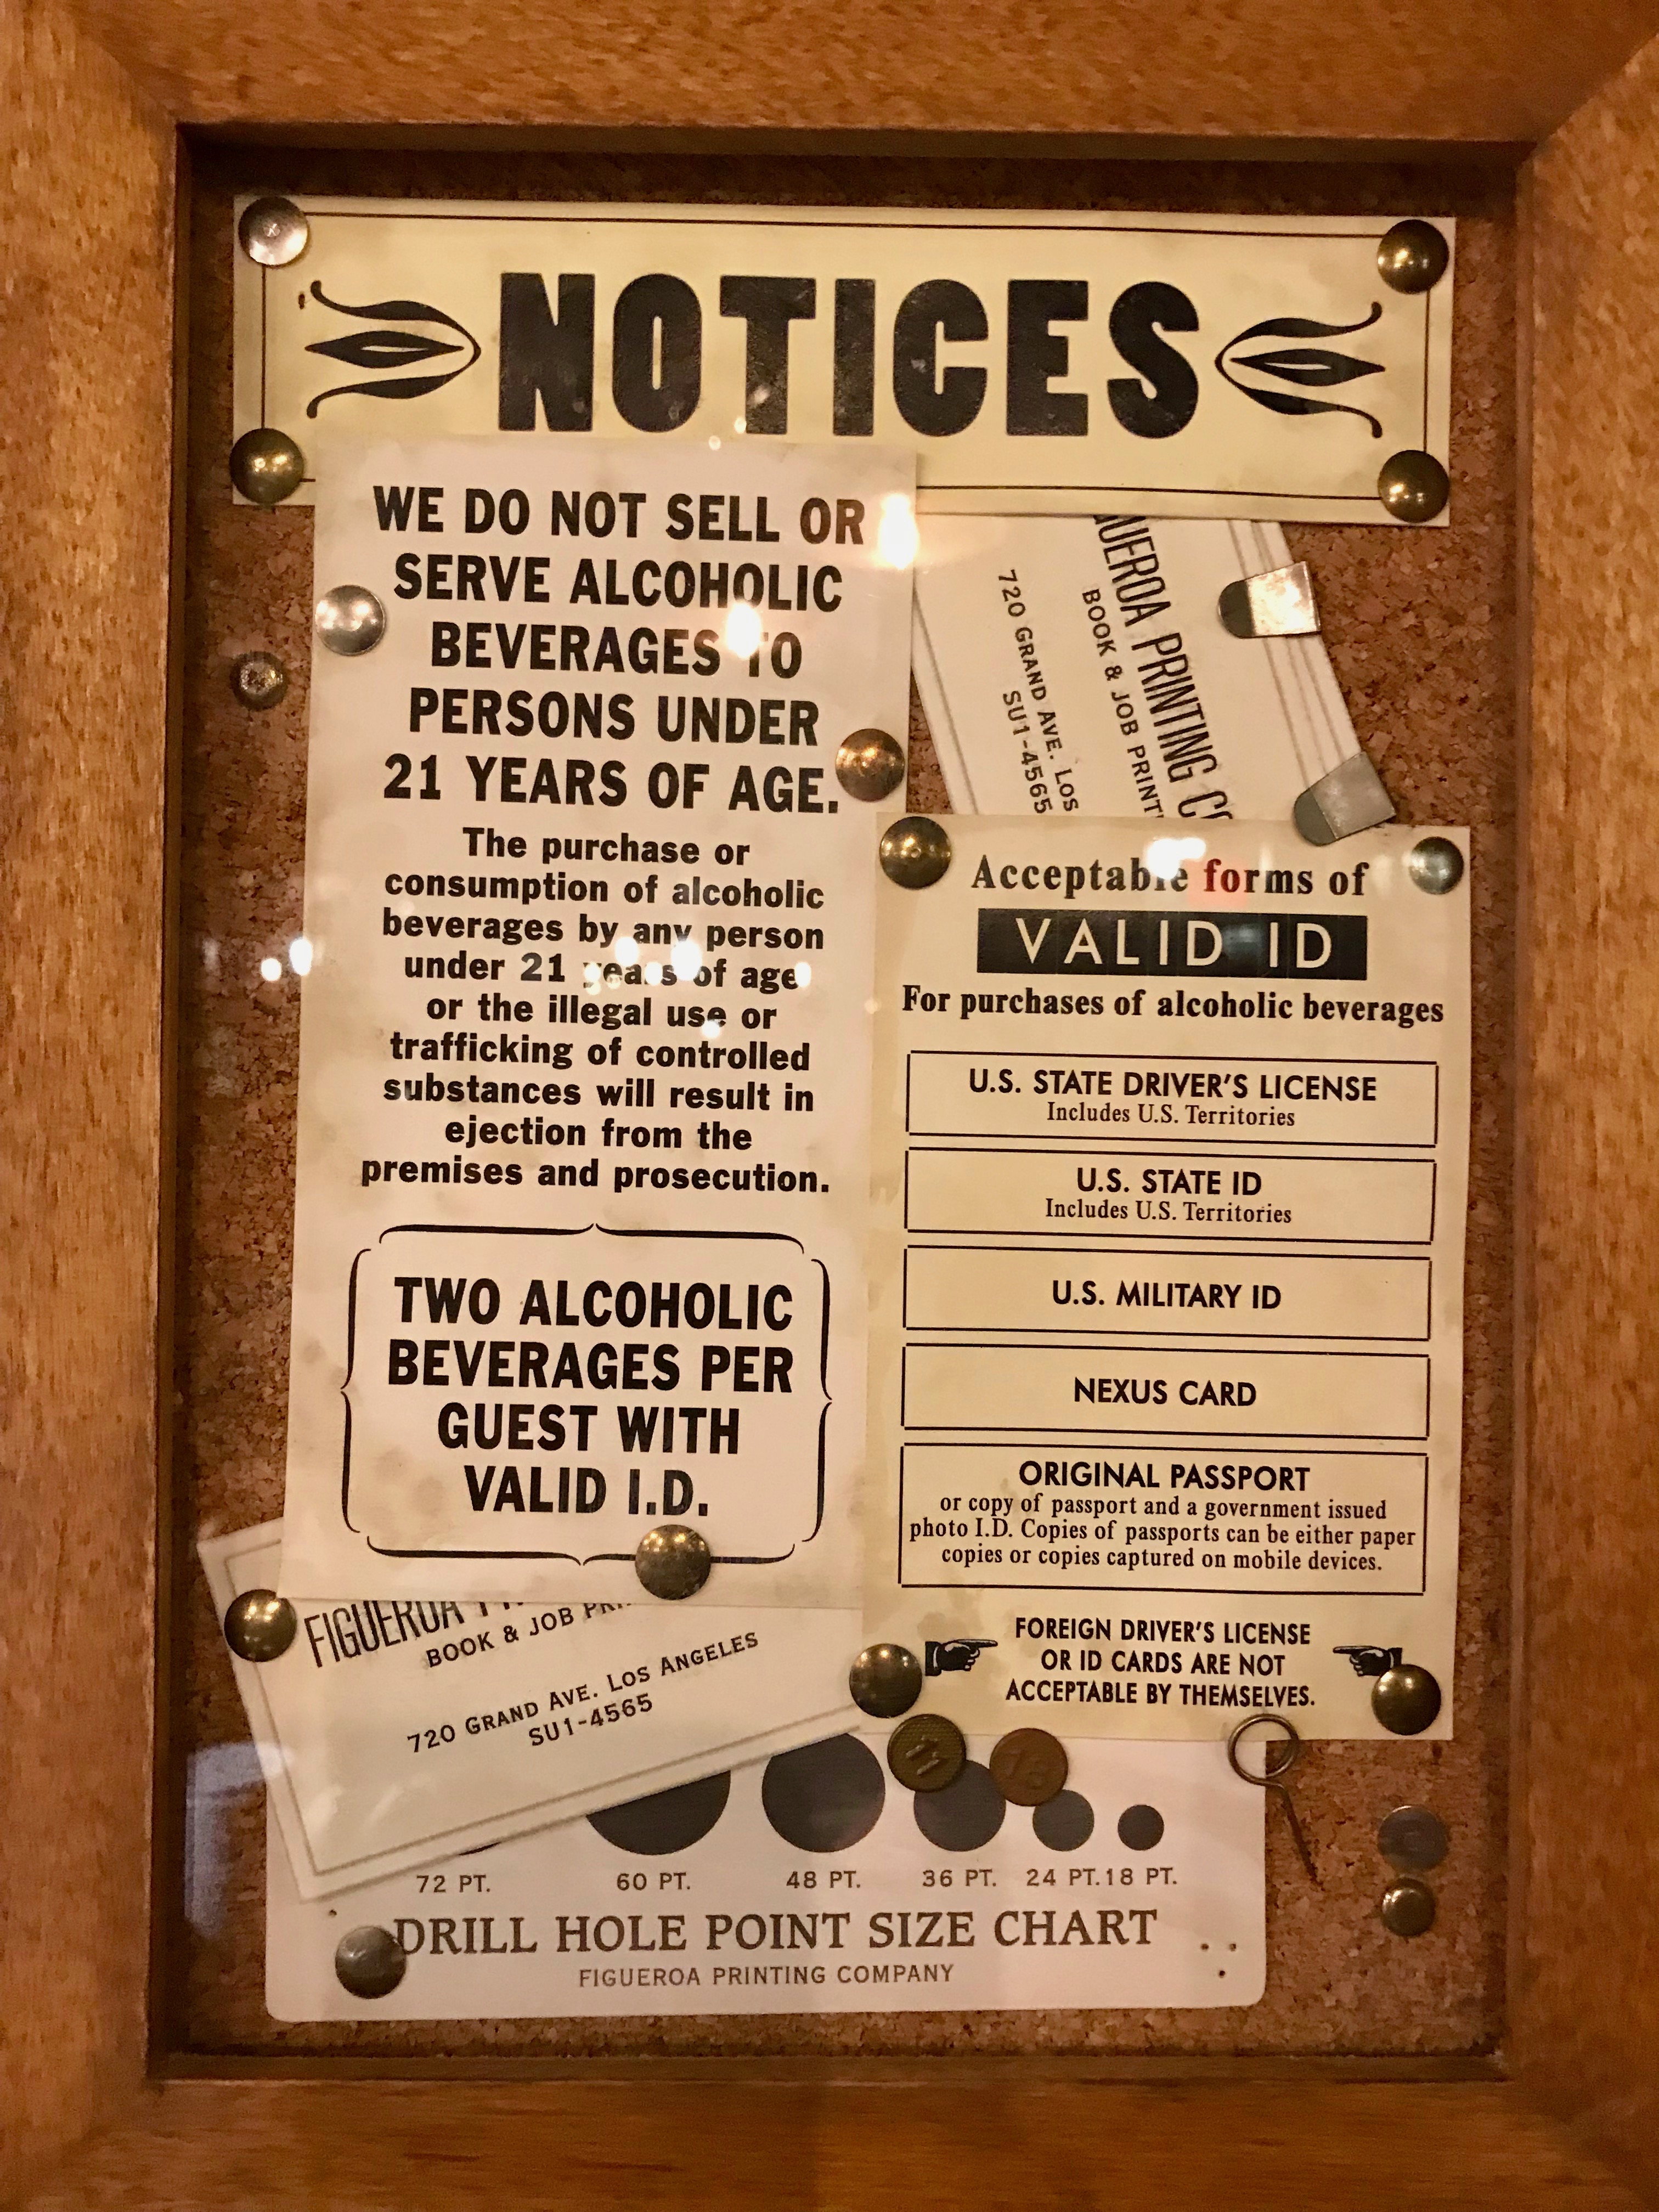 NOTICES
WE DO NOT SELL OR
SERVE ALCOHOLIC
BEVERAGES TO
PERSONS UNDER
21 YEARS OF AGE.
The purchase or
consumption of alcoholic
beverages by any person
under 21 years of age
or the illegal use or
trafficking of controlled
substances will result in
ejection from the
premises and prosecution.
TWO ALCOHOLIC
BEVERAGES PER
GUEST WITH
VALID I.D.
PRINTING
BOOK & JOB
720 GRAND AVE. LOS
SU1-4565
Acceptable forms of
VALID ID
For purchases of alcoholic beverages
U.S. STATE DRIVER'S LICENSE
Includes U.S. Territories
U.S. STATE ID
Includes U.S. Territories
U.S. MILITARY ID
NEXUS CARD
ORIGINAL PASSPORT
or copy of passport and a government issued
photo I.D. Copies of passports can be either paper
copies or copies captured on mobile devices.
FOREIGN DRIVER'S LICENSE
OR ID CARDS ARE NOT
ACCEPTABLE BY THEMSELVES.
FIGUEROA
BOOK & JOB
720 GRAND AVE. LOS ANGELES
SU1-4565
11
72 PT. 60 PT. 48 PT. 36 PT. 24 PT. 18 PT.
DRILL HOLE POINT SIZE CHART
FIGUEROA PRINTING COMPANY